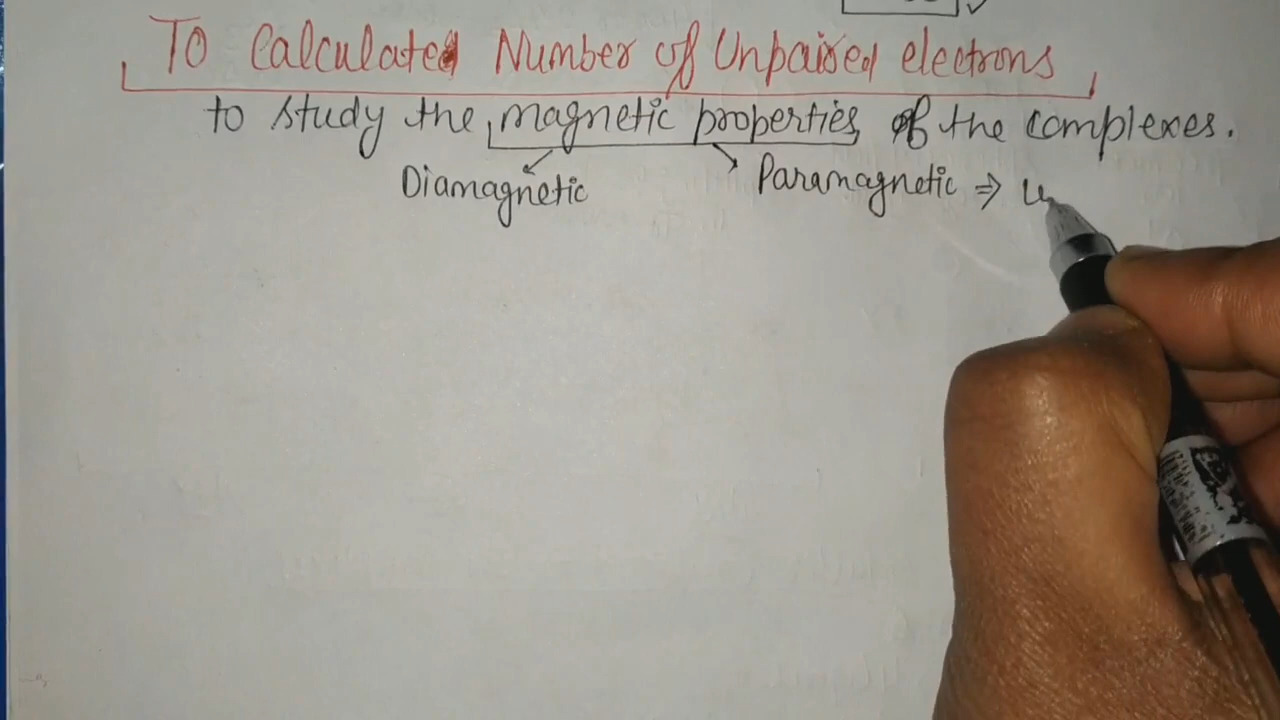 To Calculated Number of Unpaired electrons
to study the magnetic properties of the complexes.
Diamagnetic Paramagnetic ⇒ u